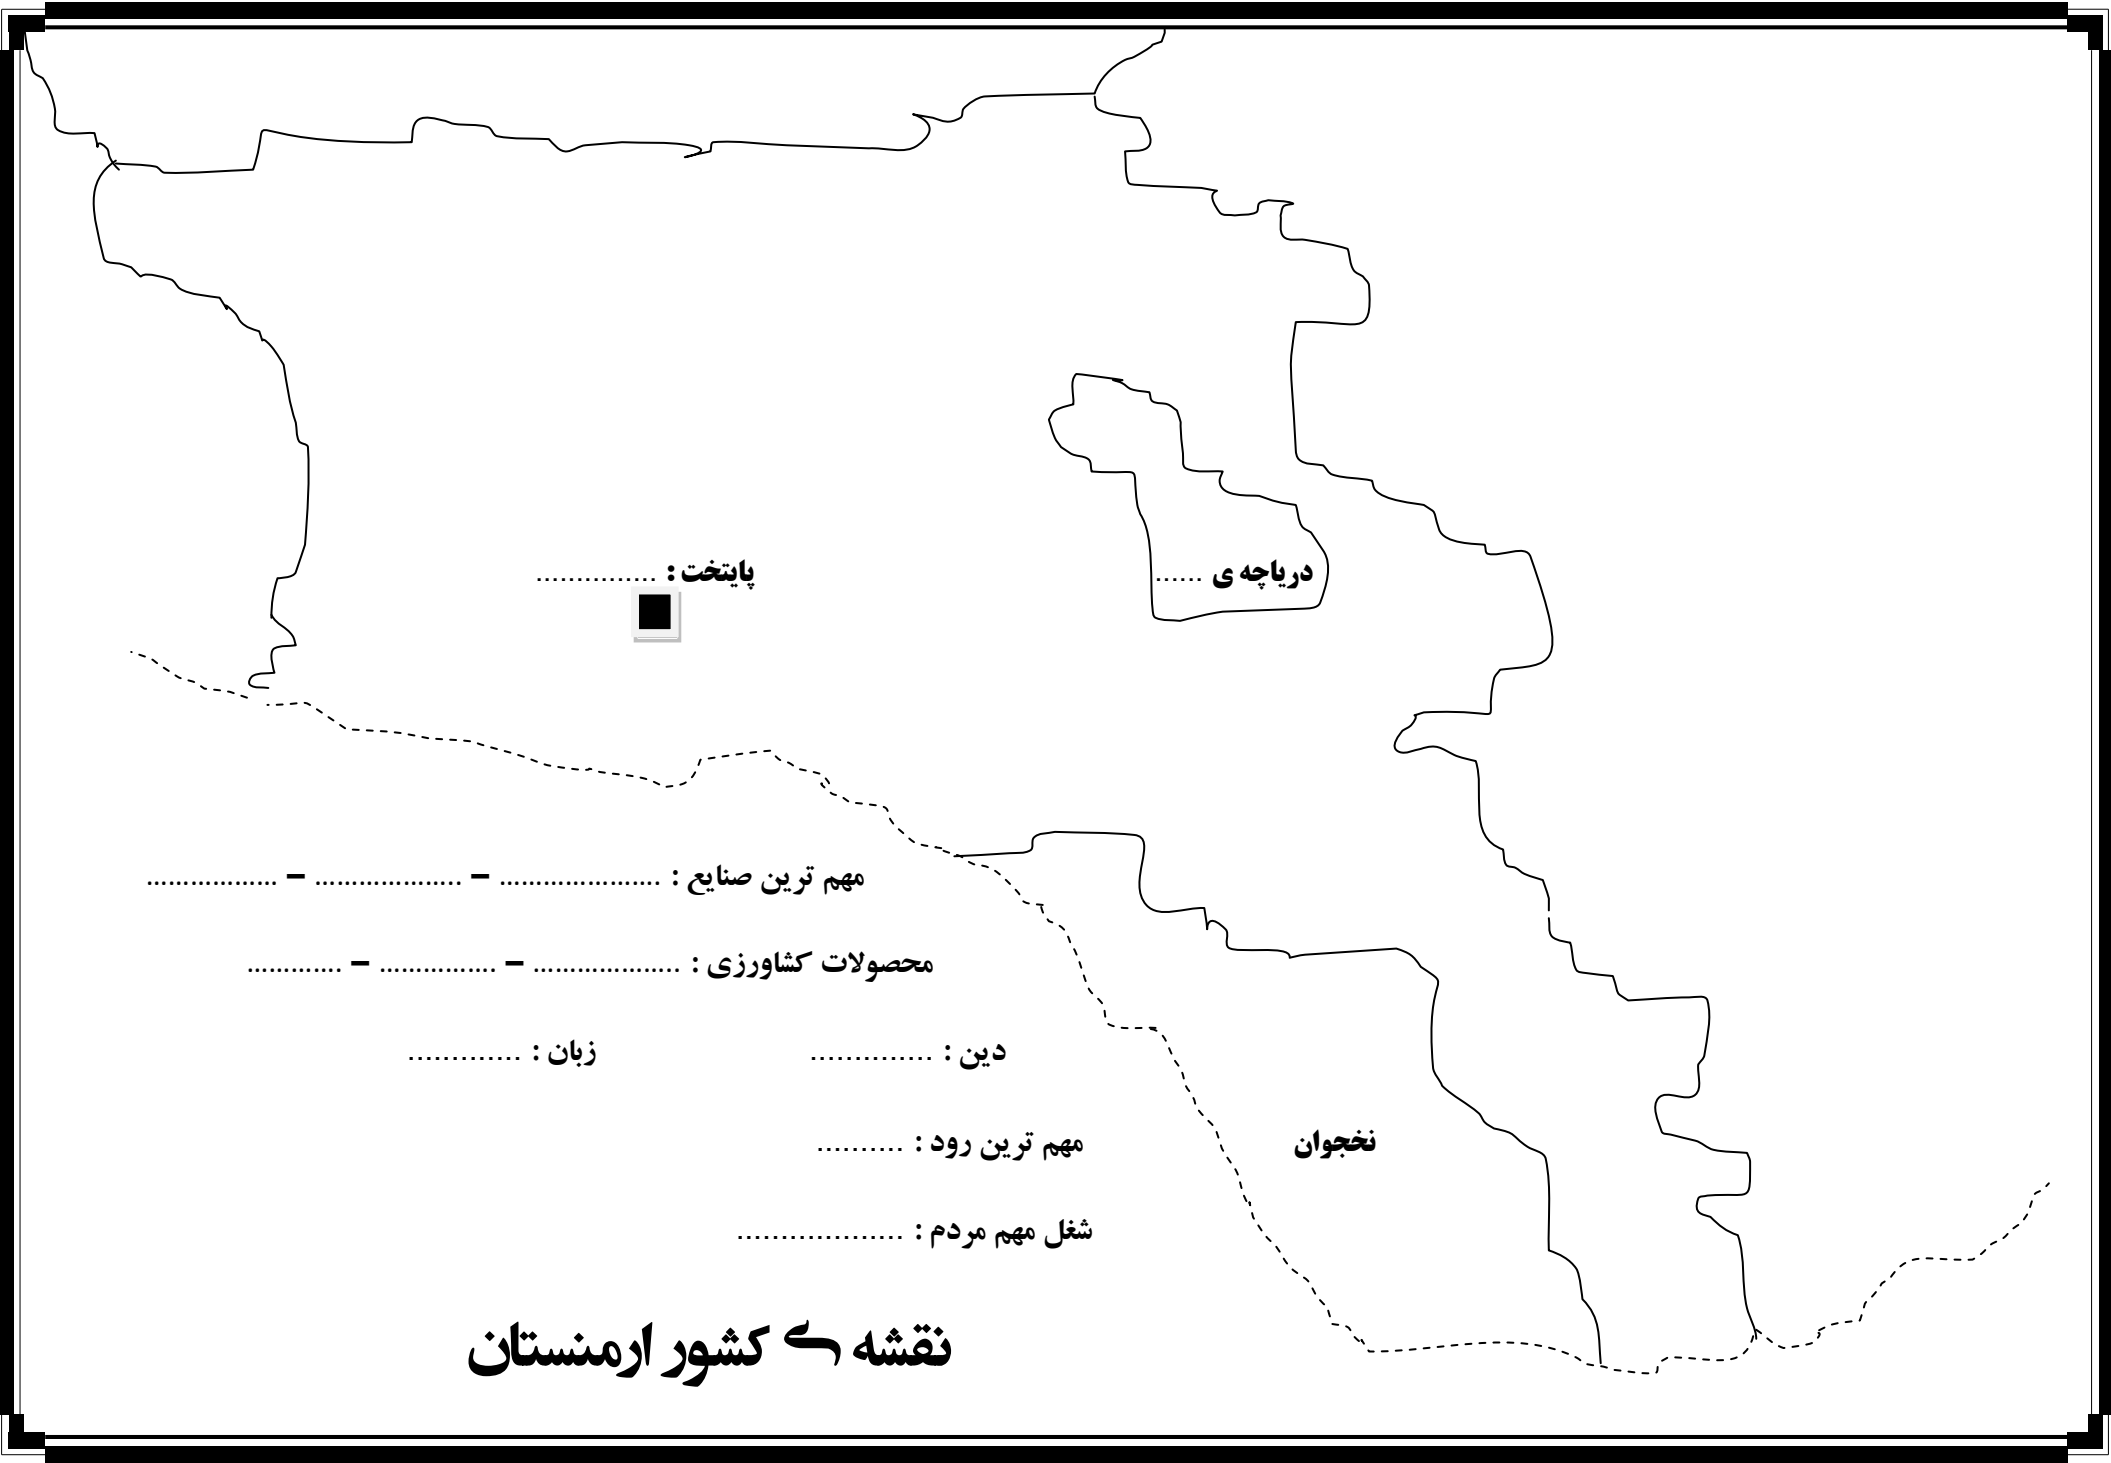 پایتخت : ...............
دریاچه ی ......
مهم ترین صنایع : ...................... – .................... – ..................
محصولات کشاورزی : .................... – ................ – .............
دین : .............. زبان : .............
مهم ترین رود : ..........
نخجوان
شغل مهم مردم : ...................
نقشه ی کشور ارمنستان